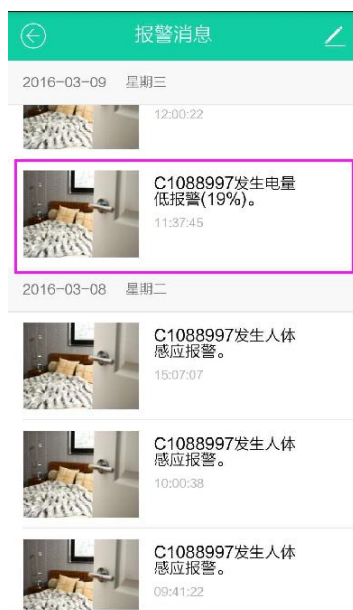 报警消息
2016-03-09 星期三
12:00:22
C1088997发生电量
低报警(19%)。
11:37:45
2016-03-08 星期二
C1088997发生人体
感应报警。
15:07:07
C1088997发生人体
感应报警。
10:00:38
C1088997发生人体
感应报警。
09:41:22